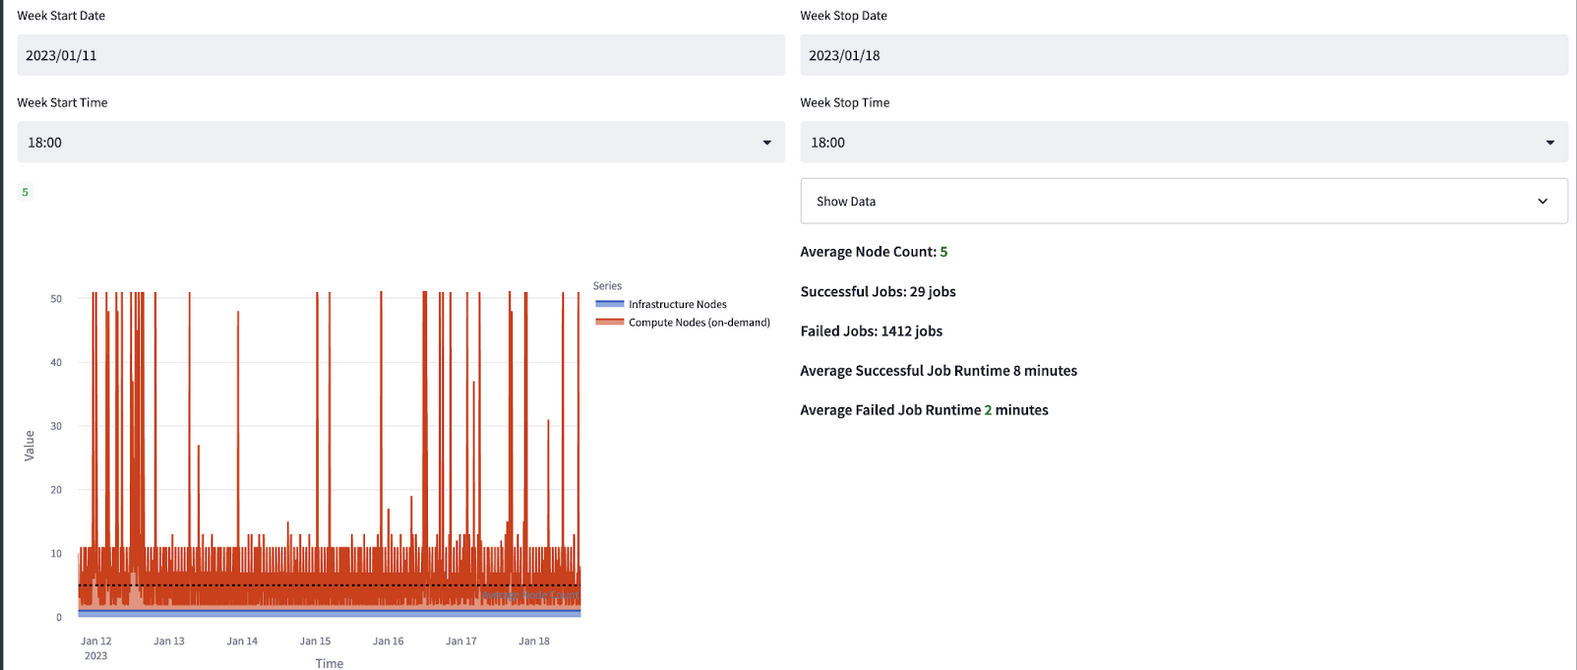 Week Start Date
Week Stop Date
2023/01/11
2023/01/18
Week Start Time
Week Stop Time
18:00
18:00
5
Show Data
Average Node Count: 5
Successful Jobs: 29 jobs
Failed Jobs: 1412 jobs
Average Successful Job Runtime 8 minutes
Average Failed Job Runtime 2 minutes
Series
Infrastructure Nodes
Compute Nodes (on-demand)
Value
50
40
30
20
10
0
Average Node Count
Jan 12
2023
Jan 13
Jan 14
Jan 15
Jan 16
Jan 17
Jan 18
Time